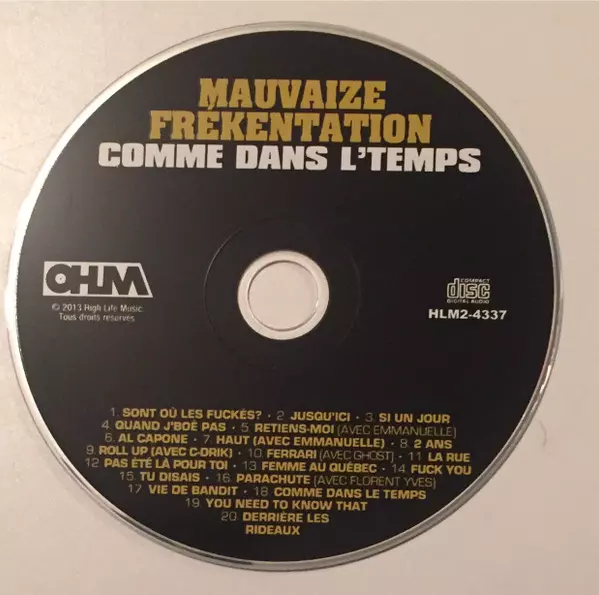 MAUVAIZE
FRÉKENTATION
COMME DANS L'TEMPS
OHLM
© 2013 High Life Music.
Tous droits reservés
COMPACT
disc
DIGITAL AUDIO
HLM2-4337
1. SONT OÙ LES FUCKÉS? · 2 JUSQU'ICI · 3 SI UN JOUR
4 QUAND J'BOÉ PAS · 5 RETIENS-MOI (AVEC EMMANUELLE)
6. AL CAPONE · 7 HAUT (AVEC EMMANUELLE) · 8. 2 ANS
9. ROLL UP (AVEC C-DRIK) · 10. FERRARI (AVEC GHOST) · 11 LA RUE
12 PAS ÉTÉ LÀ POUR TOI · 13 FEMME AU QUÉBEC · 14 FUCK YOU
15. TU DISAIS · 16 PARACHUTE (AVEC FLORENT YVES)
17 VIE DE BANDIT · 18 COMME DANS LE TEMPS
19. YOU NEED TO KNOW THAT
20. DERRIÈRE LES
RIDEAUX